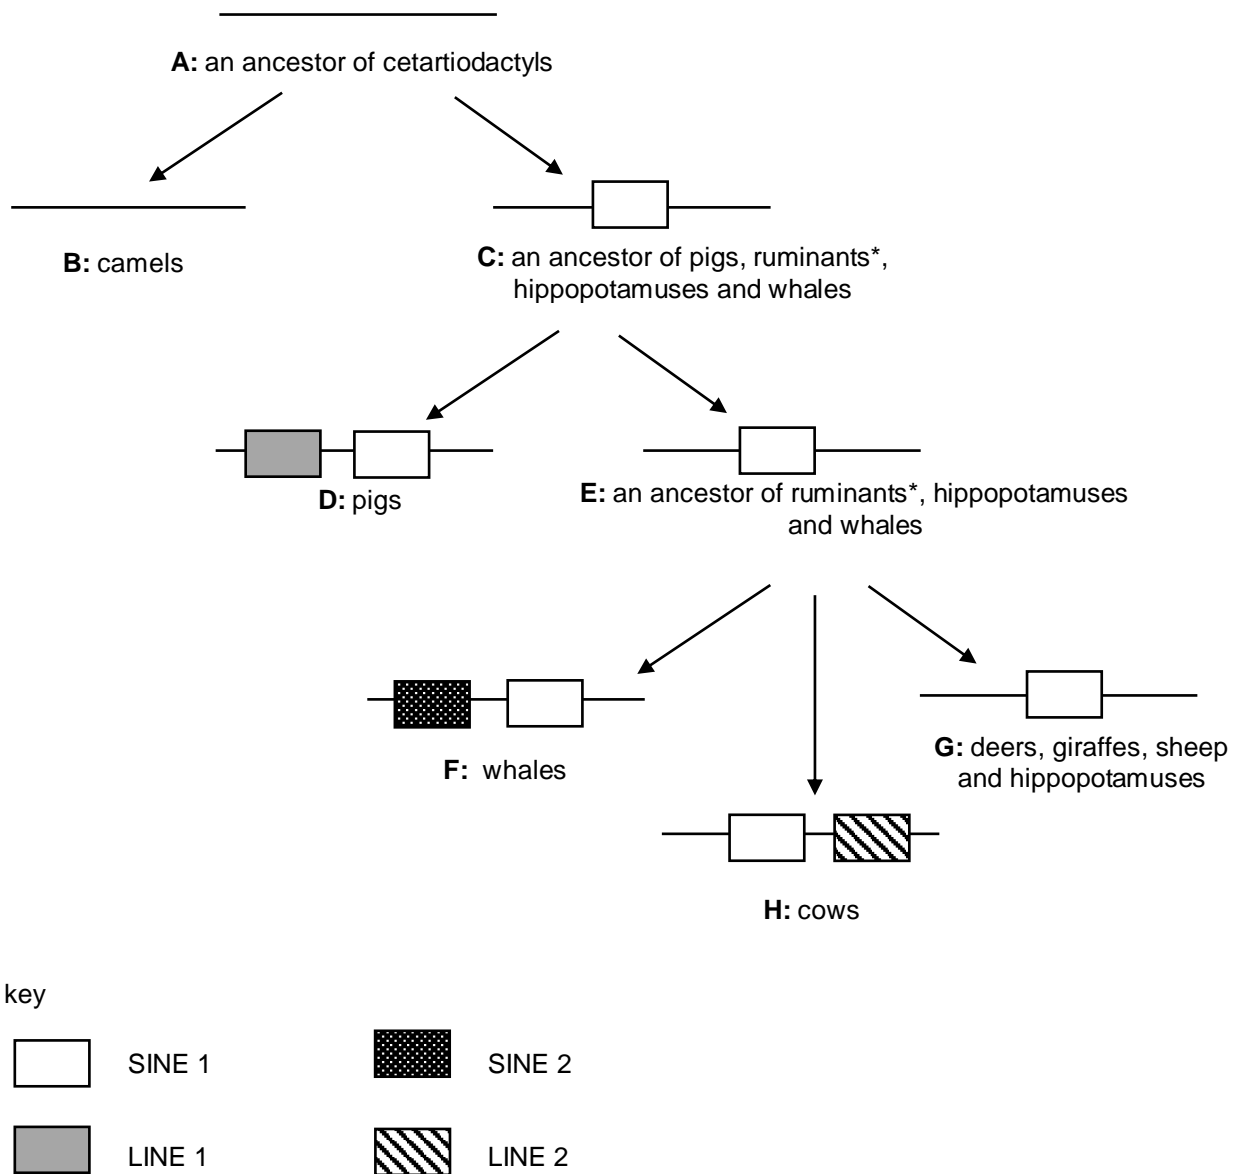 A: an ancestor of cetartiodactyls
B: camels
C: an ancestor of pigs, ruminants*,
hippopotamuses and whales
D: pigs
E: an ancestor of ruminants*, hippopotamuses
and whales
F: whales
G: deers, giraffes, sheep
and hippopotamuses
H: cows
key
SINE 1
SINE 2
LINE 1
LINE 2